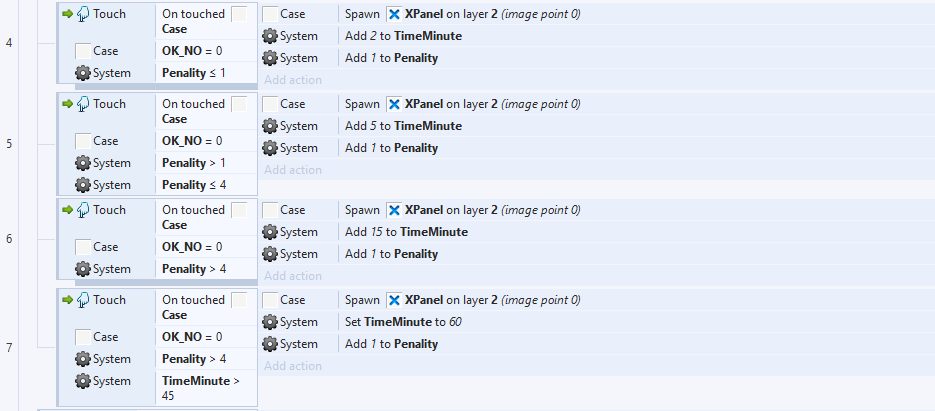 4
Touch On touched Case Case Spawn XPanel on layer 2 (image point 0)
System Add 2 to TimeMinute
Case OK_NO = 0 System Add 1 to Penality
System Penality ≤ 1 Add action
5
Touch On touched Case Case Spawn XPanel on layer 2 (image point 0)
System Add 5 to TimeMinute
Case OK_NO = 0 System Add 1 to Penality
System Penality > 1 Add action
System Penality ≤ 4
6
Touch On touched Case Case Spawn XPanel on layer 2 (image point 0)
System Add 15 to TimeMinute
Case OK_NO = 0 System Add 1 to Penality
System Penality > 4 Add action
7
Touch On touched Case Case Spawn XPanel on layer 2 (image point 0)
System Set TimeMinute to 60
Case OK_NO = 0 System Add 1 to Penality
System Penality > 4 Add action
System TimeMinute > 45